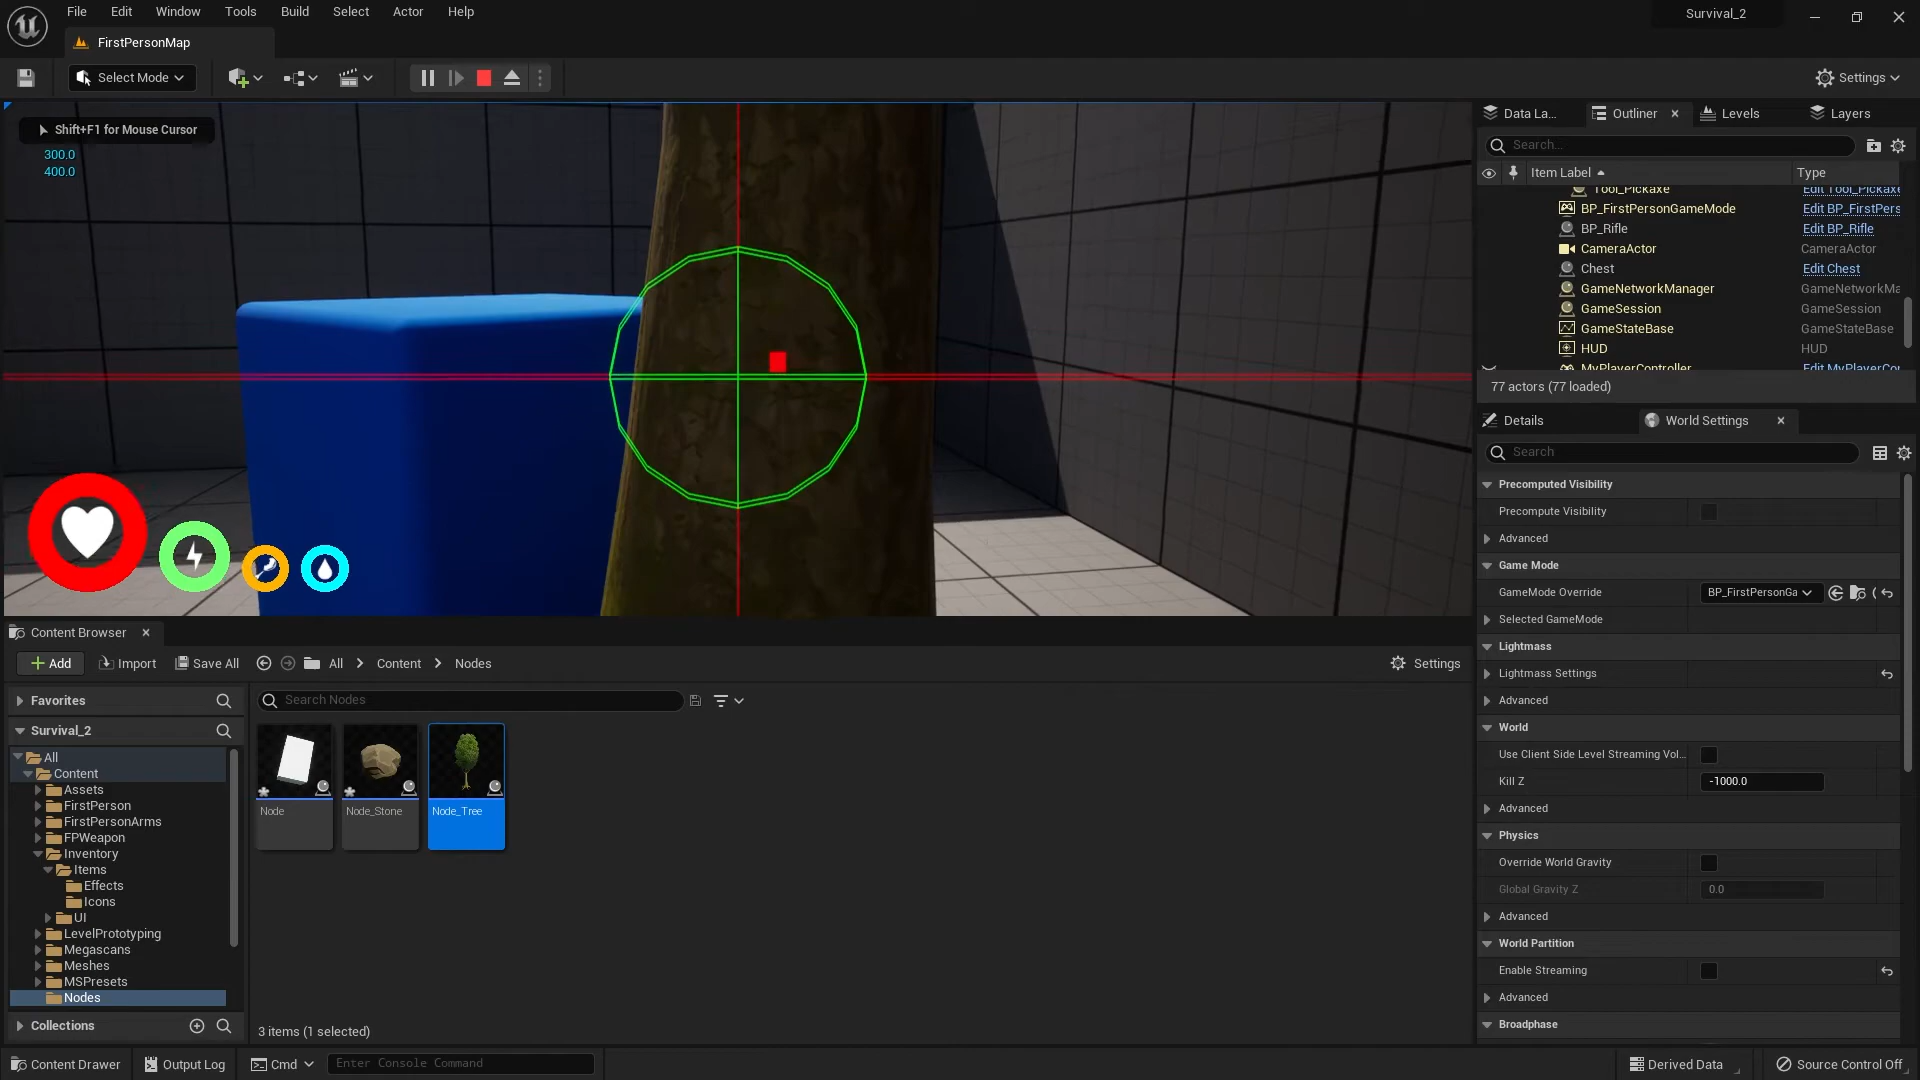 File Edit Window Tools Build Select Actor Help
Survival_2
FirstPersonMap
Select Mode
Settings
Shift+F1 for Mouse Cursor
300.0
400.0
Data La...
Outliner
Levels
Layers
Search...
Item Label
Type
Tool_Pickaxe Edit Tool_Pickaxe
BP_FirstPersonGameMode Edit BP_FirstPers
BP_Rifle Edit BP_Rifle
CameraActor CameraActor
Chest Edit Chest
GameNetworkManager GameNetworkMa
GameSession GameSession
GameStateBase GameStateBase
HUD HUD
MyPlayerController Edit MyPlayerCo
77 actors (77 loaded)
Details
World Settings
Search
Precomputed Visibility
Precompute Visibility
Advanced
Game Mode
GameMode Override BP_FirstPersonGa
Selected GameMode
Lightmass
Lightmass Settings
Advanced
World
Use Client Side Level Streaming Vol...
Kill Z -1000.0
Advanced
Physics
Override World Gravity
Global Gravity Z 0.0
Advanced
World Partition
Enable Streaming
Advanced
Broadphase
Content Browser
Add Import Save All All Content Nodes Settings
Favorites
Search Nodes
Survival_2
All
Content
Assets
FirstPerson
FirstPersonArms
FPWeapon
Inventory
Items
Effects
Icons
UI
LevelPrototyping
Megascans
Meshes
MSPresets
Nodes
Collections
Node
Node_Stone
Node_Tree
3 items (1 selected)
Content Drawer Output Log Cmd Enter Console Command Derived Data Source Control Off